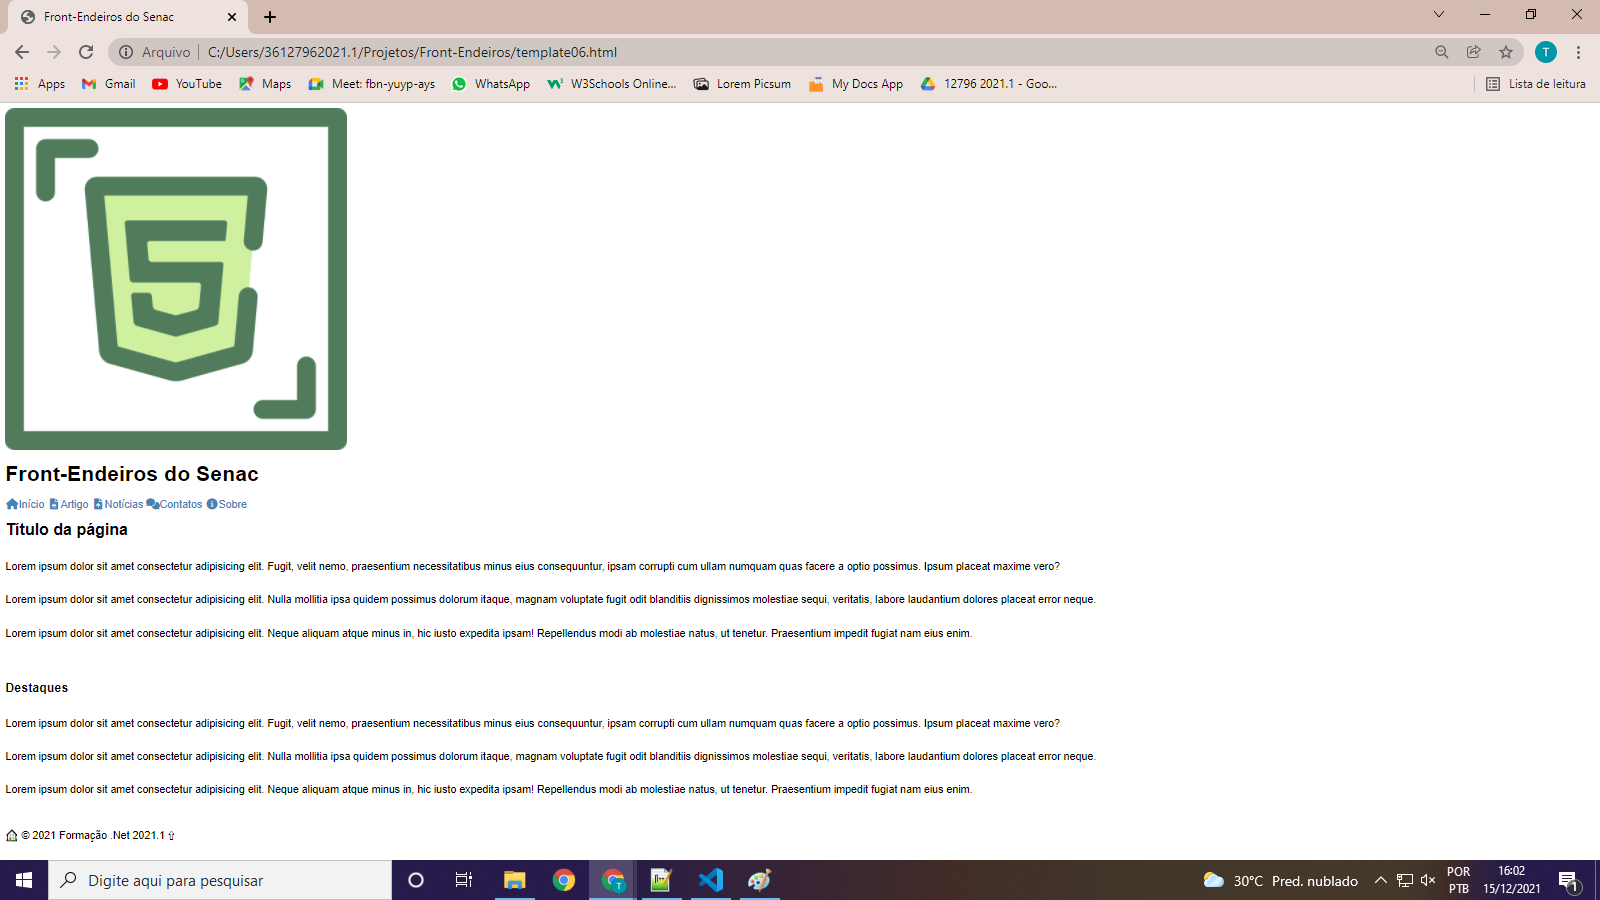 Front-Endeiros do Senac
Arquivo | C:/Users/36127962021.1/Projetos/Front-Endeiros/template06.html
T
Apps Gmail YouTube Maps Meet: fbn-yuyp-ays WhatsApp W3Schools Online... Lorem Picsum My Docs App 12796 2021.1 - Goo... Lista de leitura
Front-Endeiros do Senac
Início Artigo Notícias Contatos Sobre
Título da página
Lorem ipsum dolor sit amet consectetur adipisicing elit. Fugit, velit nemo, praesentium necessitatibus minus eius consequuntur, ipsam corrupti cum ullam numquam quas facere a optio possimus. Ipsum placeat maxime vero?
Lorem ipsum dolor sit amet consectetur adipisicing elit. Nulla mollitia ipsa quidem possimus dolorum itaque, magnam voluptate fugit odit blanditiis dignissimos molestiae sequi, veritatis, labore laudantium dolores placeat error neque.
Lorem ipsum dolor sit amet consectetur adipisicing elit. Neque aliquam atque minus in, hic iusto expedita ipsam! Repellendus modi ab molestiae natus, ut tenetur. Praesentium impedit fugiat nam eius enim.
Destaques
Lorem ipsum dolor sit amet consectetur adipisicing elit. Fugit, velit nemo, praesentium necessitatibus minus eius consequuntur, ipsam corrupti cum ullam numquam quas facere a optio possimus. Ipsum placeat maxime vero?
Lorem ipsum dolor sit amet consectetur adipisicing elit. Nulla mollitia ipsa quidem possimus dolorum itaque, magnam voluptate fugit odit blanditiis dignissimos molestiae sequi, veritatis, labore laudantium dolores placeat error neque.
Lorem ipsum dolor sit amet consectetur adipisicing elit. Neque aliquam atque minus in, hic iusto expedita ipsam! Repellendus modi ab molestiae natus, ut tenetur. Praesentium impedit fugiat nam eius enim.
© 2021 Formação .Net 2021.1 ⇧
Digite aqui para pesquisar
T
30°C Pred. nublado
POR
PTB
16:02
15/12/2021
1